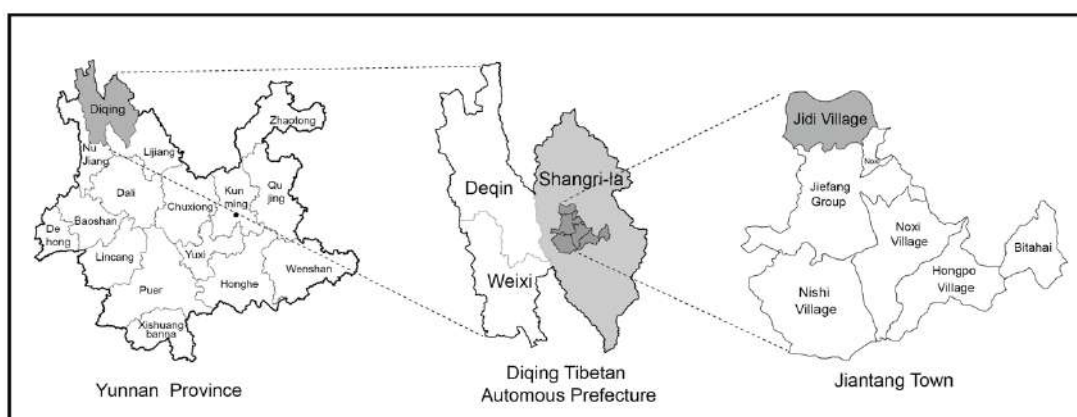 Diqing
Zhaotong
Nu
Jiang
Lijiang
Dali
Chuxiong
Kun
ming
Qu
jing
Baoshan
De
hong
Lincang
Yuxi
Puer
Honghe
Wenshan
Xishuang
banna
Yunnan Province
Deqin
Shangri-la
Weixi
Diqing Tibetan
Automous Prefecture
Jidi Village
Jiefang
Group
Noxi
Village
Bitahai
Hongpo
Village
Nishi
Village
Jiantang Town